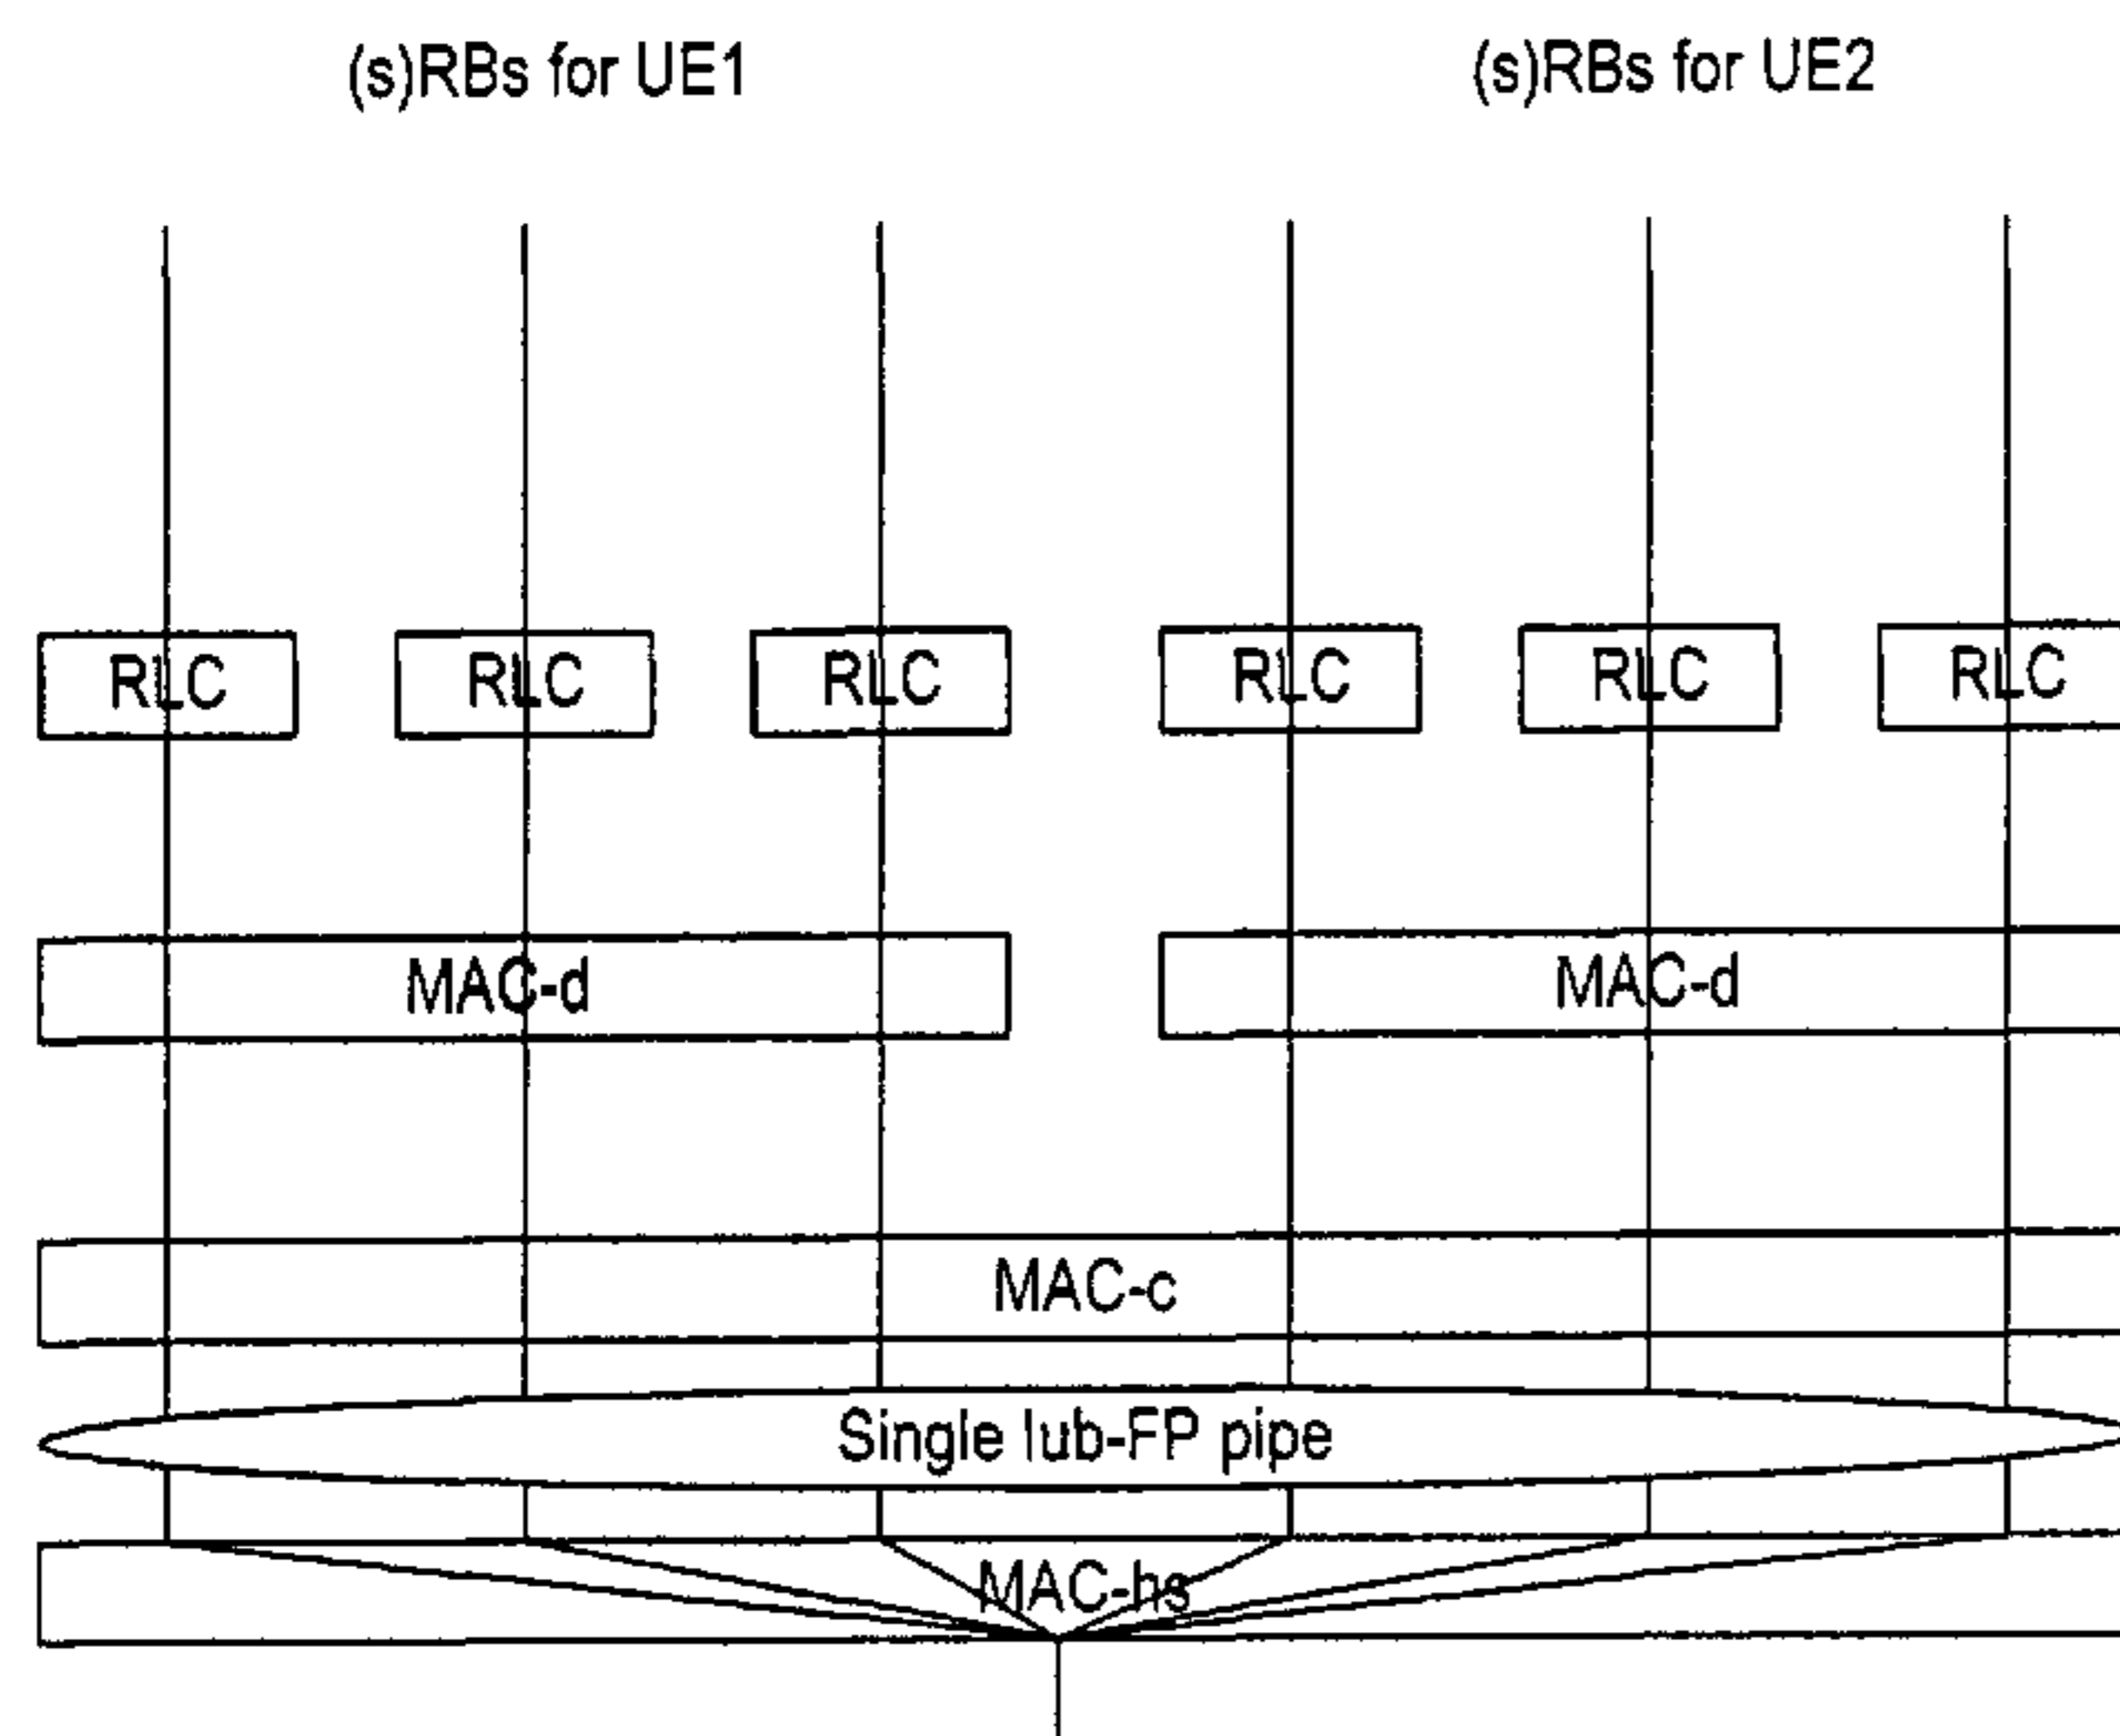 (s)RBs for UE1
(s)RBs for UE2
RLC
RLC
RLC
RLC
RLC
RLC
MAC-d
MAC-d
MAC-c
Single Iub-FP pipe
MAC-hs